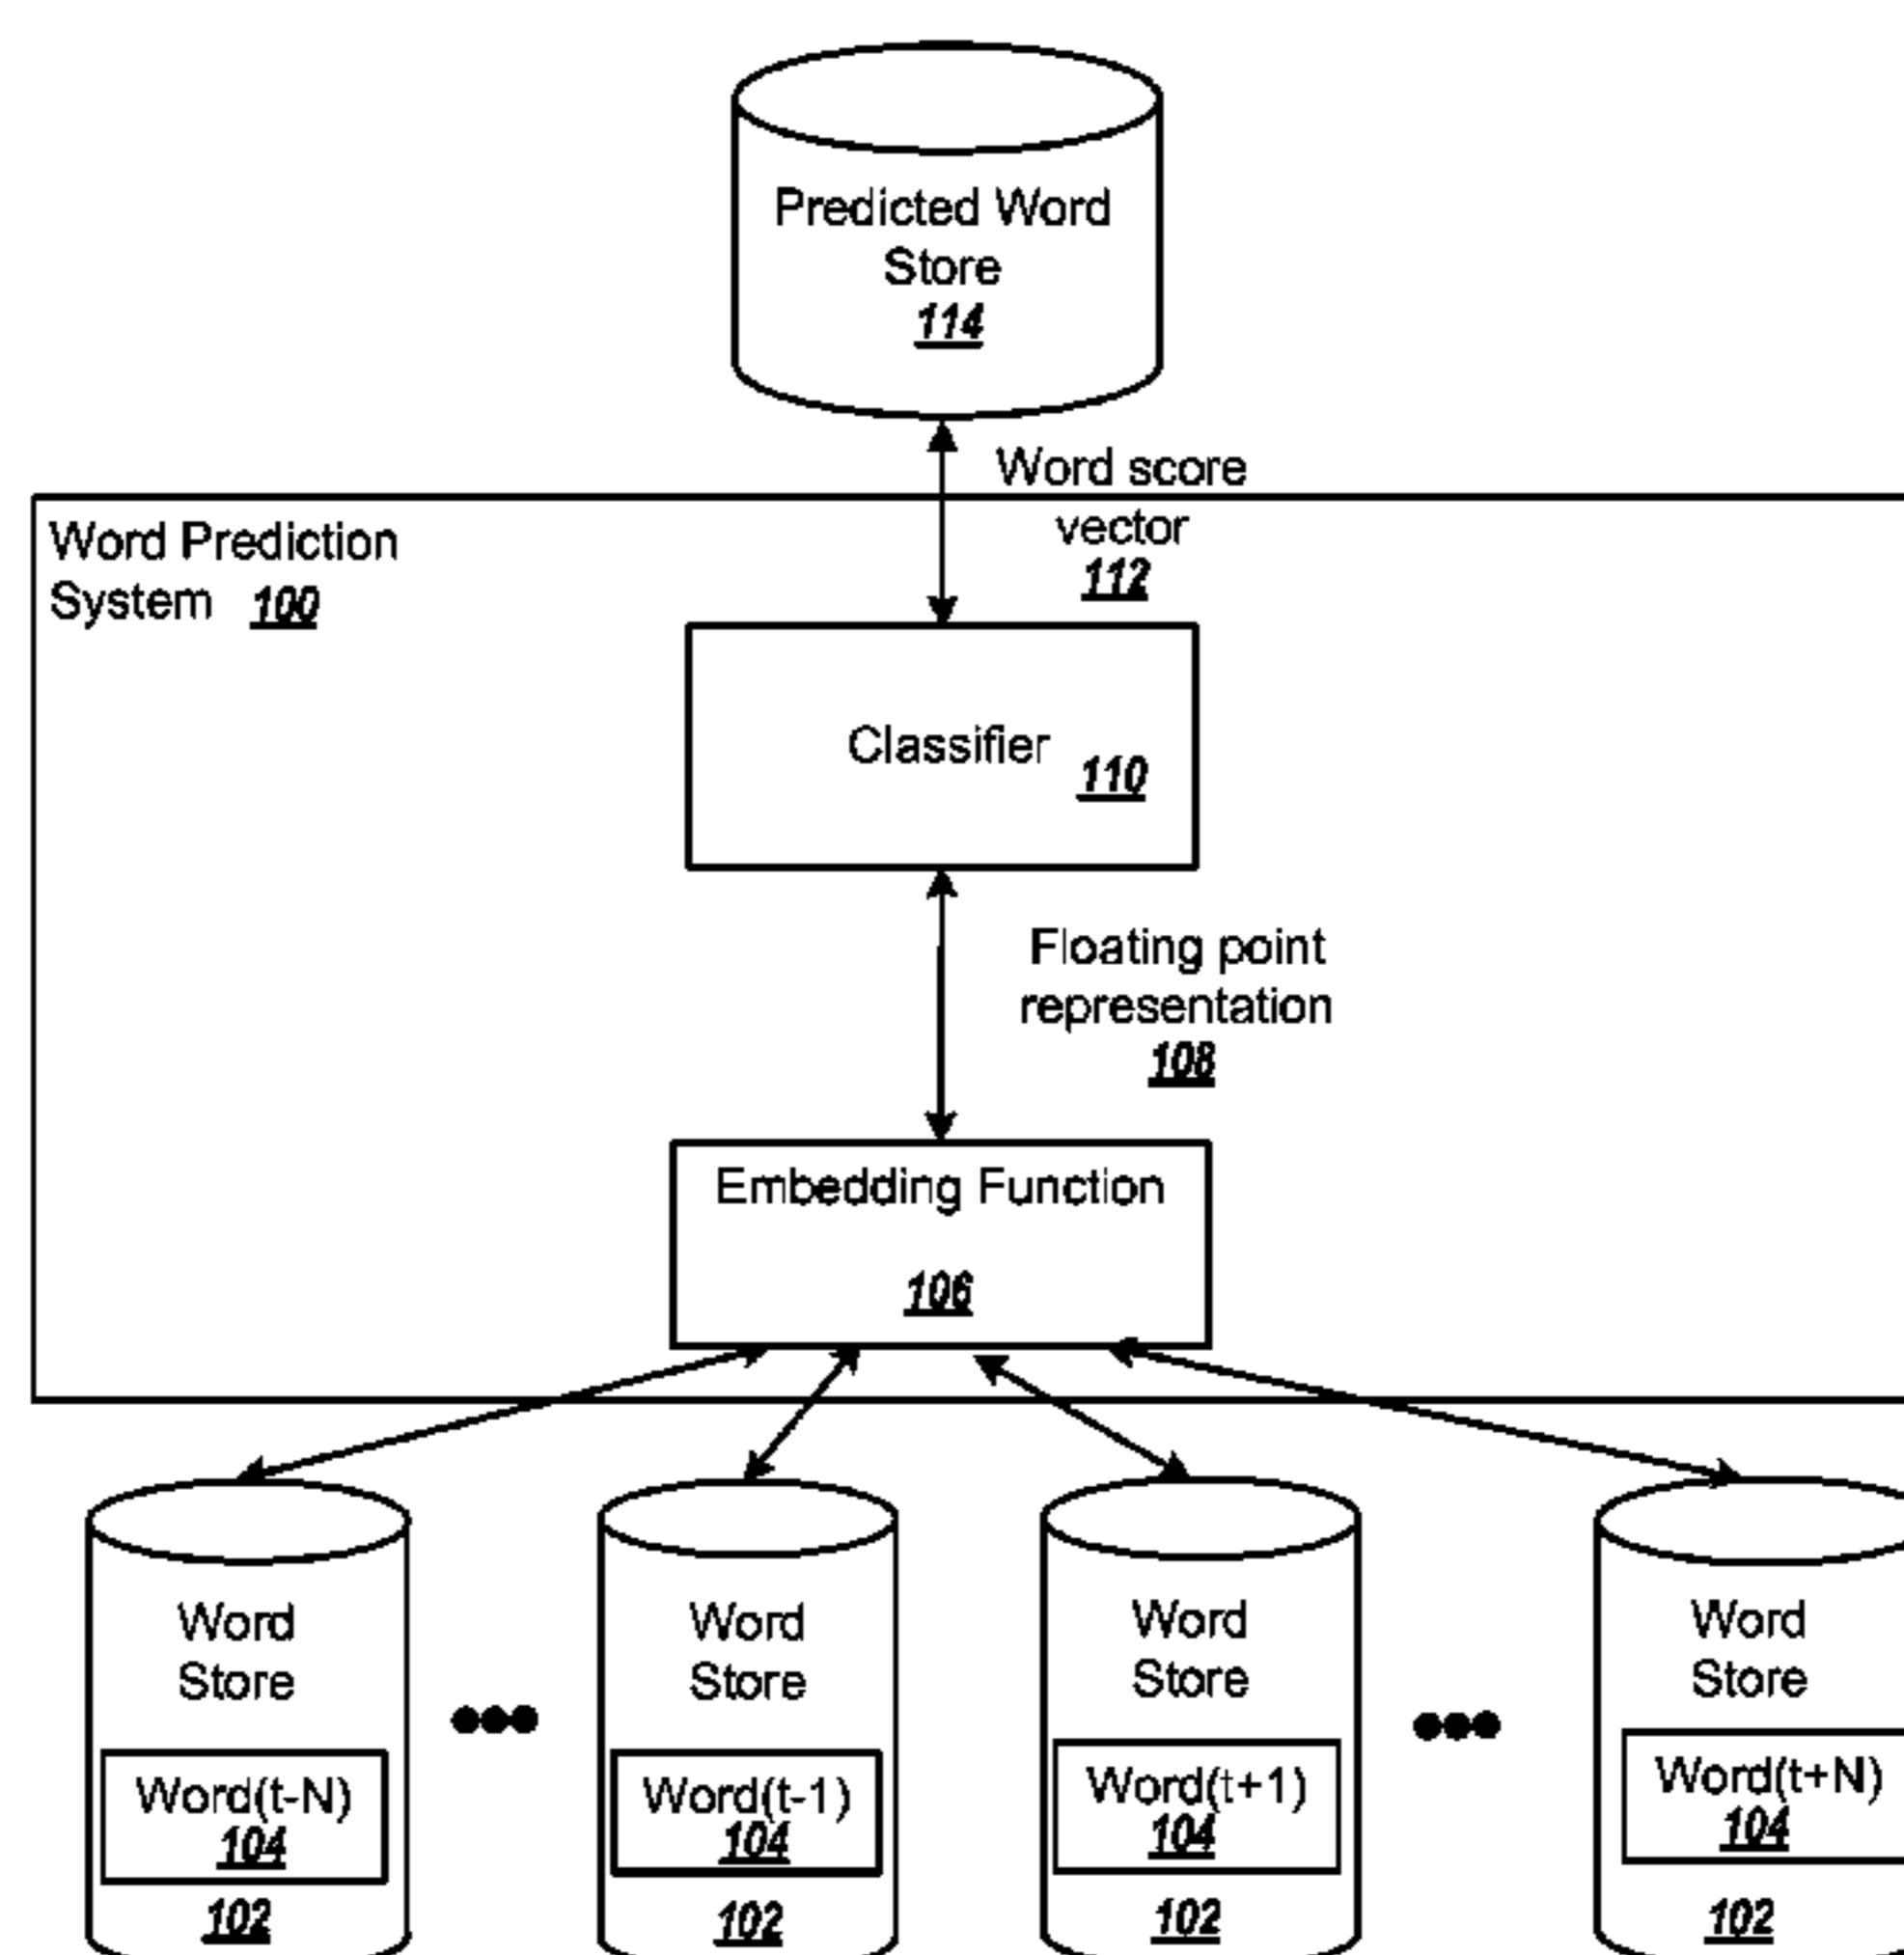 Predicted Word
Store
114
Word score
vector
112
Word Prediction
System 100
Classifier 110
Floating point
representation
108
Embedding Function
106
Word
Store
Word(t-N)
104
102
Word
Store
Word(t-1)
104
102
Word
Store
Word(t+1)
104
102
Word
Store
Word(t+N)
104
102